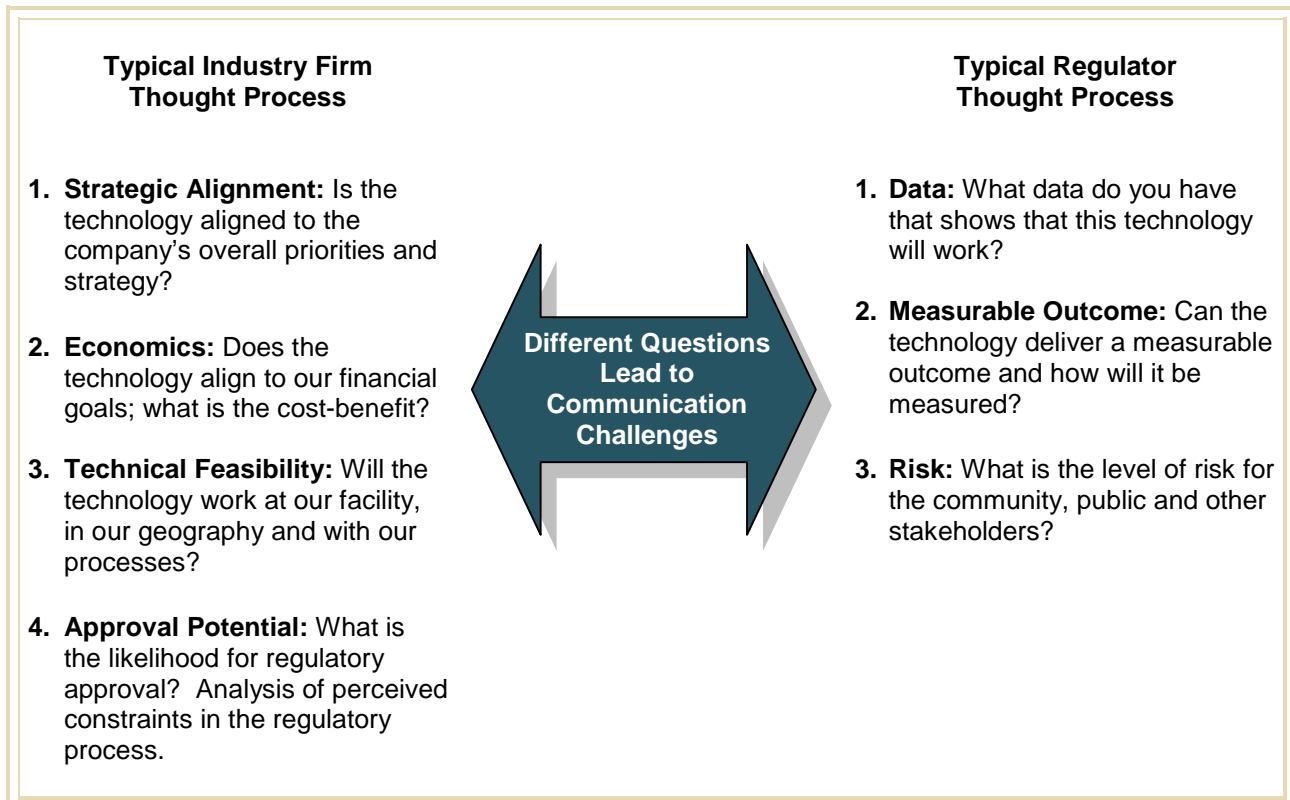 Typical Industry Firm
Thought Process
1. Strategic Alignment: Is the
technology aligned to the
company's overall priorities and
strategy?
2. Economics: Does the
technology align to our financial
goals; what is the cost-benefit?
3. Technical Feasibility: Will the
technology work at our facility,
in our geography and with our
processes?
4. Approval Potential: What is
the likelihood for regulatory
approval?  Analysis of perceived
constraints in the regulatory
process.
Different Questions
Lead to
Communication
Challenges
Typical Regulator
Thought Process
1. Data: What data do you have
that shows that this technology
will work?
2. Measurable Outcome: Can the
technology deliver a measurable
outcome and how will it be
measured?
3. Risk: What is the level of risk for
the community, public and other
stakeholders?